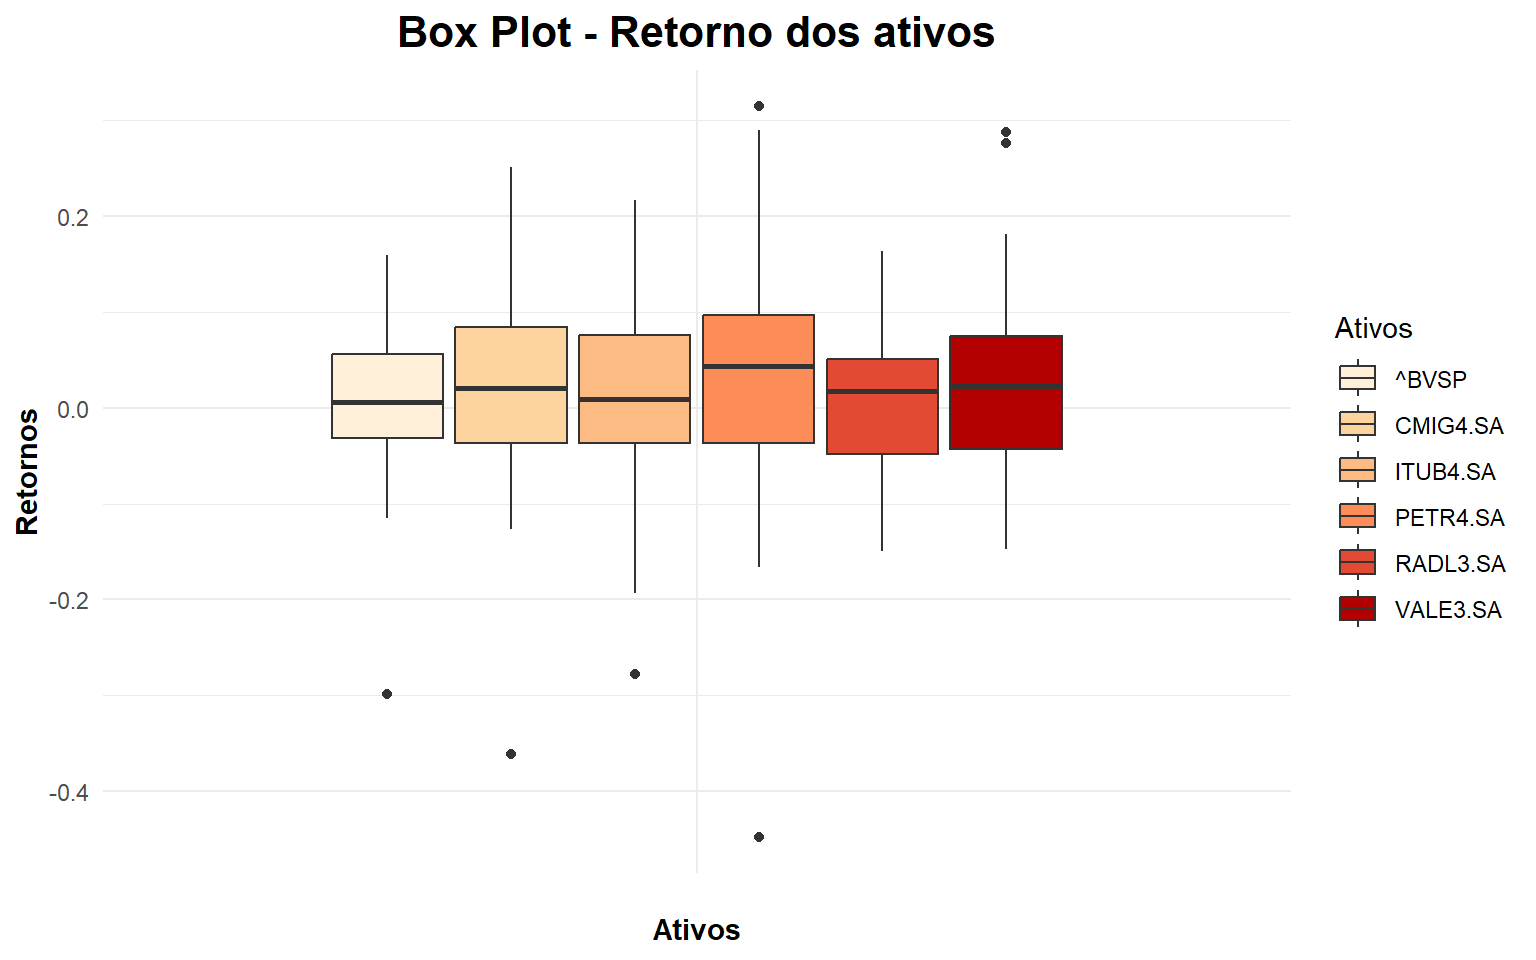 Box Plot - Retorno dos ativos
Retornos
0.2
0.0
-0.2
-0.4
Ativos
Ativos
^BVSP
CMIG4.SA
ITUB4.SA
PETR4.SA
RADL3.SA
VALE3.SA